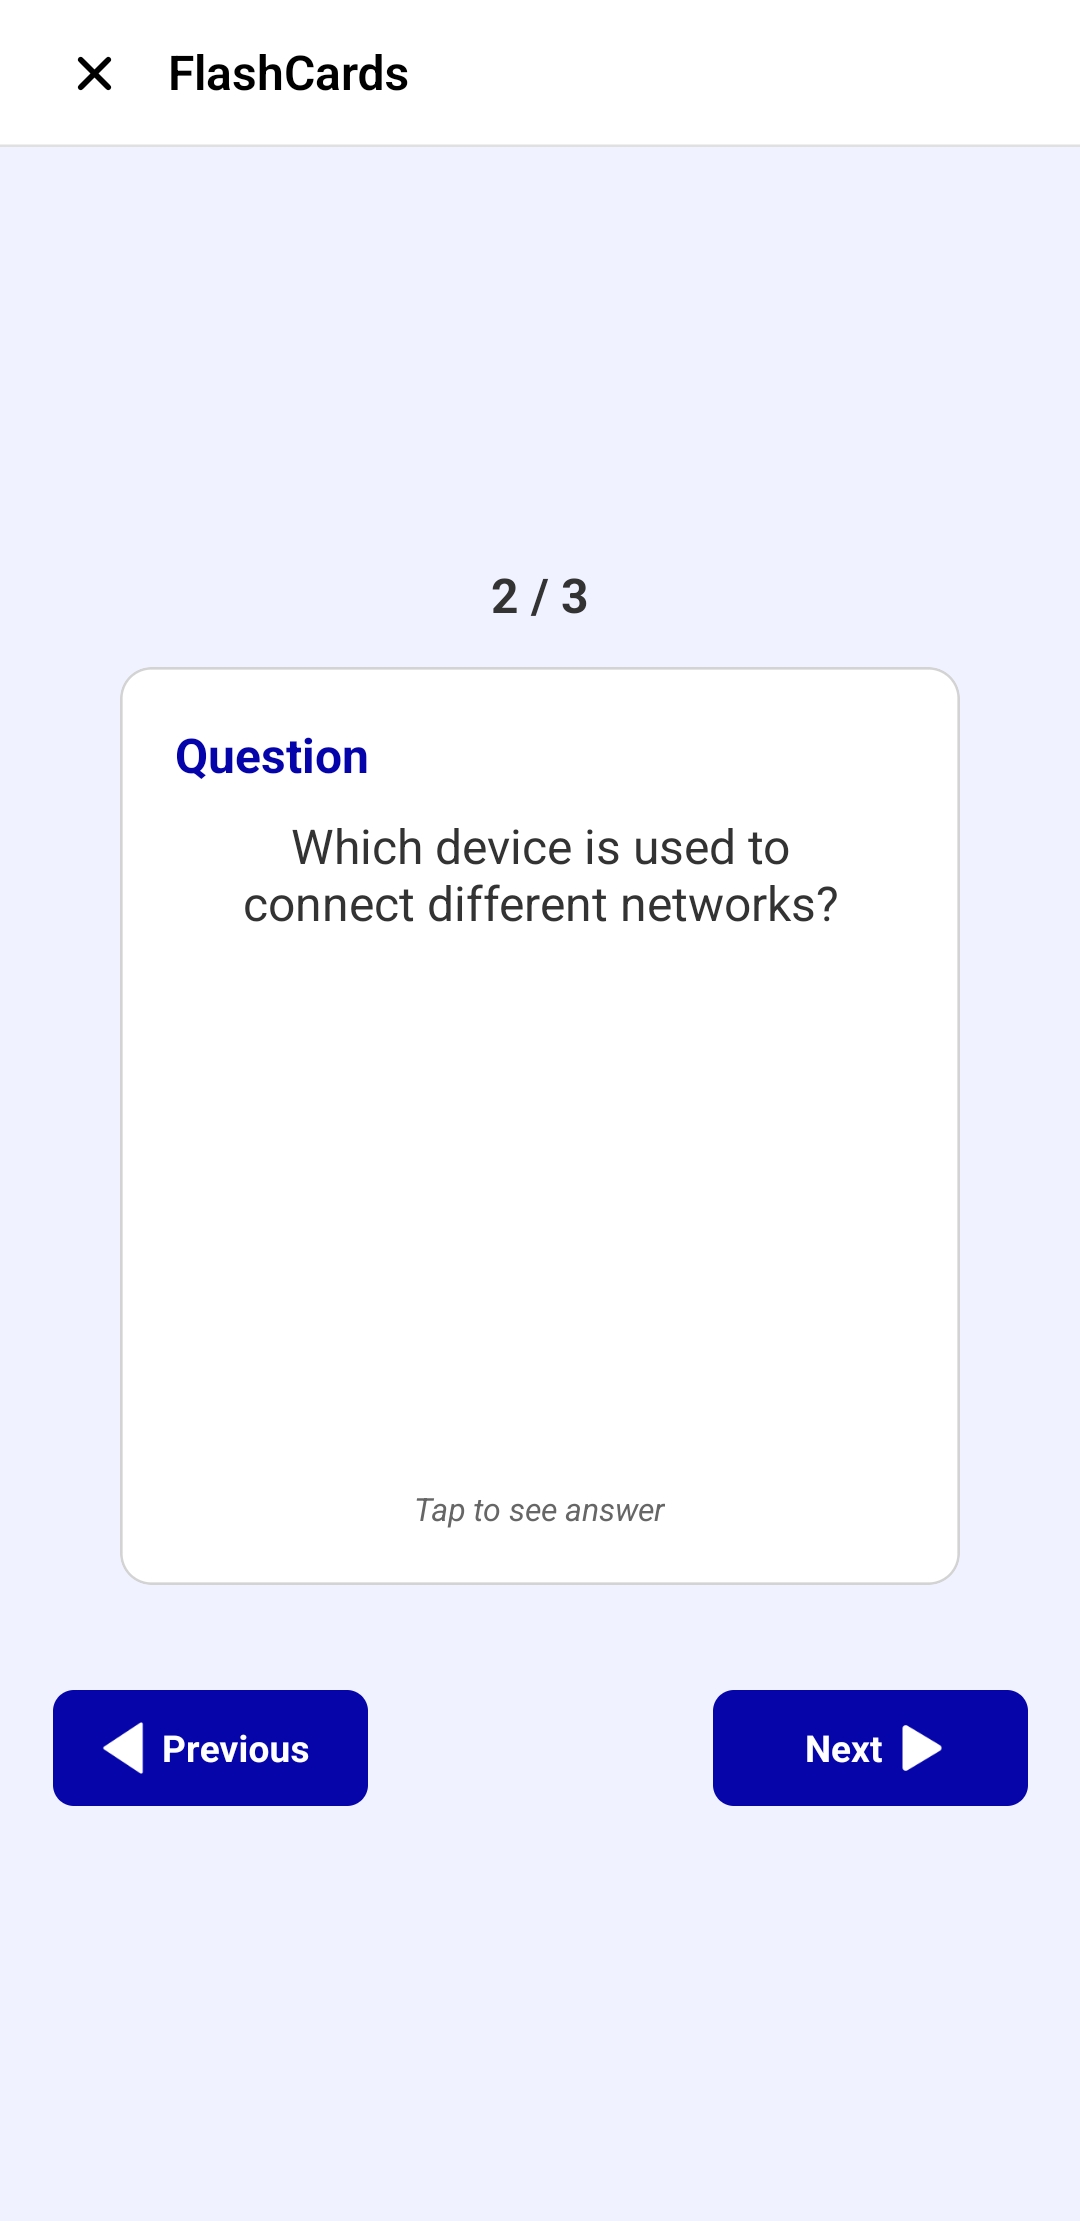 FlashCards
2 / 3
Question
Which device is used to
connect different networks?
Tap to see answer
Previous
Next